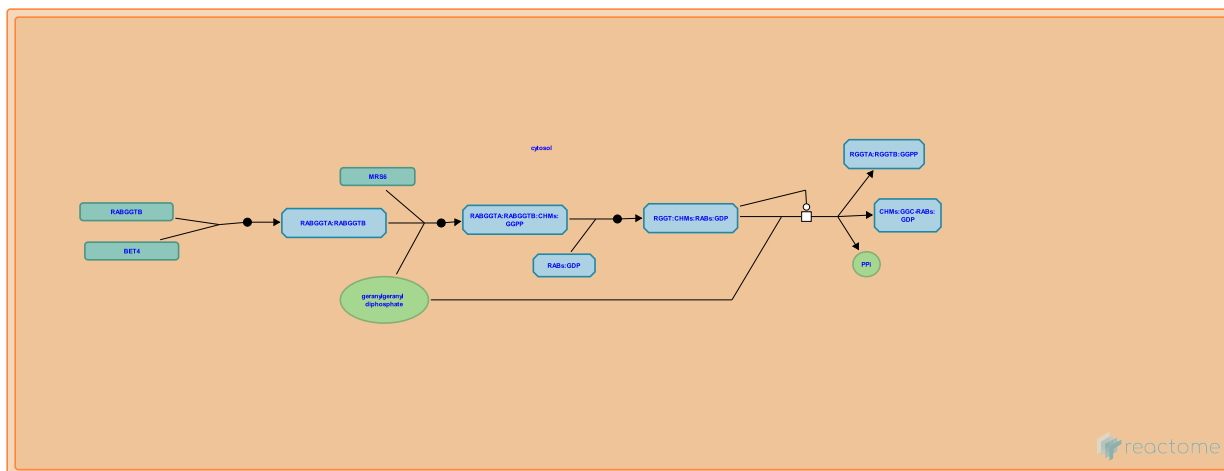 cytosol
RGGTA:RGGTB:GGPP
MRS6
RABGGTB
RABGGTA:RABGGTB
RABGGTA:RABGGTB:CHMs:
GGPP
RGGT:CHMs:RABs:GDP
CHMs:GGC-RABs:
GDP
BET4
RABs:GDP
PPi
geranylgeranyl
diphosphate
reactome